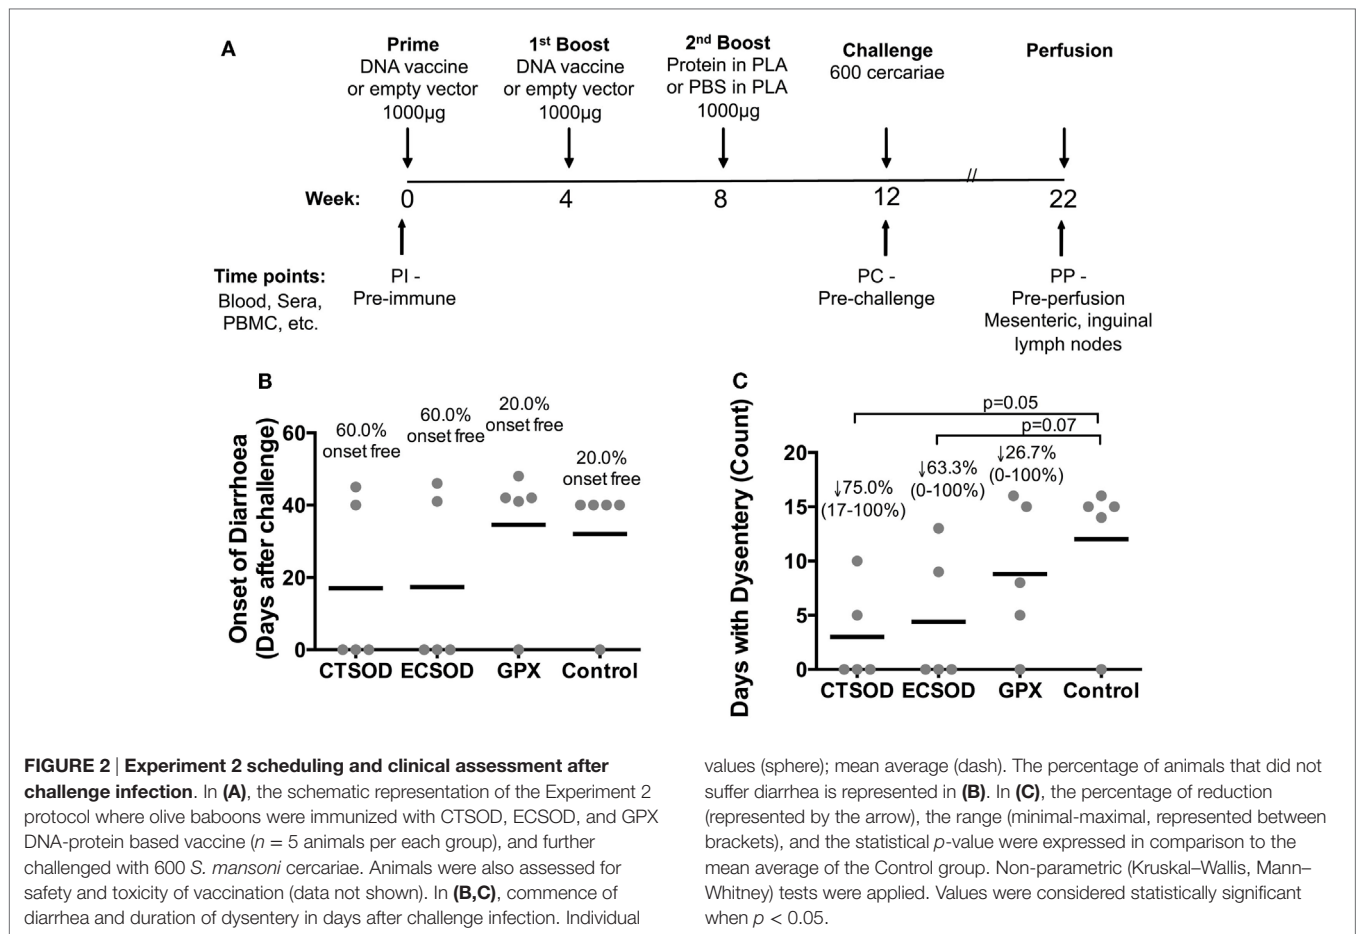 A
Prime
DNA vaccine
or empty vector
1000µg
1st Boost
DNA vaccine
or empty vector
1000µg
2nd Boost
Protein in PLA
or PBS in PLA
1000µg
Challenge
600 cercariae
Perfusion
//
Week: 0 4 8 12 22
Time points:
Blood, Sera,
PBMC, etc.
PI -
Pre-immune
PC -
Pre-challenge
PP -
Pre-perfusion
Mesenteric, inguinal
lymph nodes
B
Onset of Diarrhoea
(Days after challenge)
60
40
20
0
60.0%
onset free
60.0%
onset free
20.0%
onset free
20.0%
onset free
CTSOD ECSOD GPX Control
C
Days with Dysentery (Count)
20
15
10
5
0
p=0.05
p=0.07
↓75.0%
(17-100%)
↓63.3%
(0-100%)
↓26.7%
(0-100%)
CTSOD ECSOD GPX Control
FIGURE 2 | Experiment 2 scheduling and clinical assessment after
challenge infection. In (A), the schematic representation of the Experiment 2
protocol where olive baboons were immunized with CTSOD, ECSOD, and GPX
DNA-protein based vaccine (n = 5 animals per each group), and further
challenged with 600 S. mansoni cercariae. Animals were also assessed for
safety and toxicity of vaccination (data not shown). In (B,C), commence of
diarrhea and duration of dysentery in days after challenge infection. Individual
values (sphere); mean average (dash). The percentage of animals that did not
suffer diarrhea is represented in (B). In (C), the percentage of reduction
(represented by the arrow), the range (minimal-maximal, represented between
brackets), and the statistical p-value were expressed in comparison to the
mean average of the Control group. Non-parametric (Kruskal–Wallis, Mann–
Whitney) tests were applied. Values were considered statistically significant
when p < 0.05.